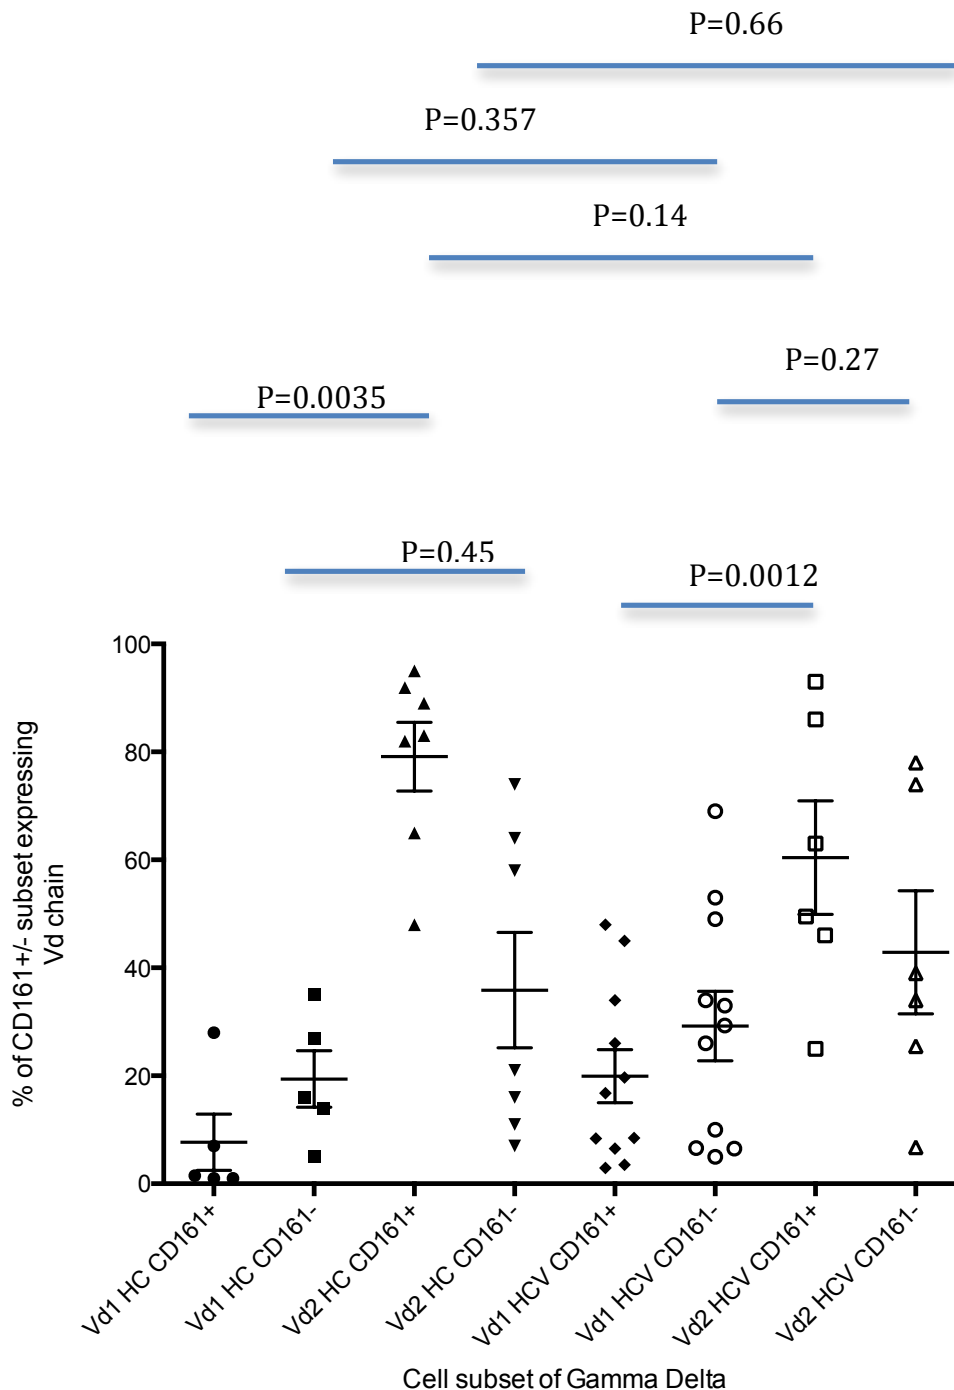 P=0.66
P=0.357
P=0.14
P=0.27
P=0.0035
P=0.45
P=0.0012
100
80
60
40
20
0
% of CD161+/- subset expressing
Vd chain
Vd1 HC CD161+
Vd1 HC CD161-
Vd2 HC CD161+
Vd2 HC CD161-
Vd1 HCV CD161+
Vd1 HCV CD161-
Vd2 HCV CD161+
Vd2 HCV CD161-
Cell subset of Gamma Delta